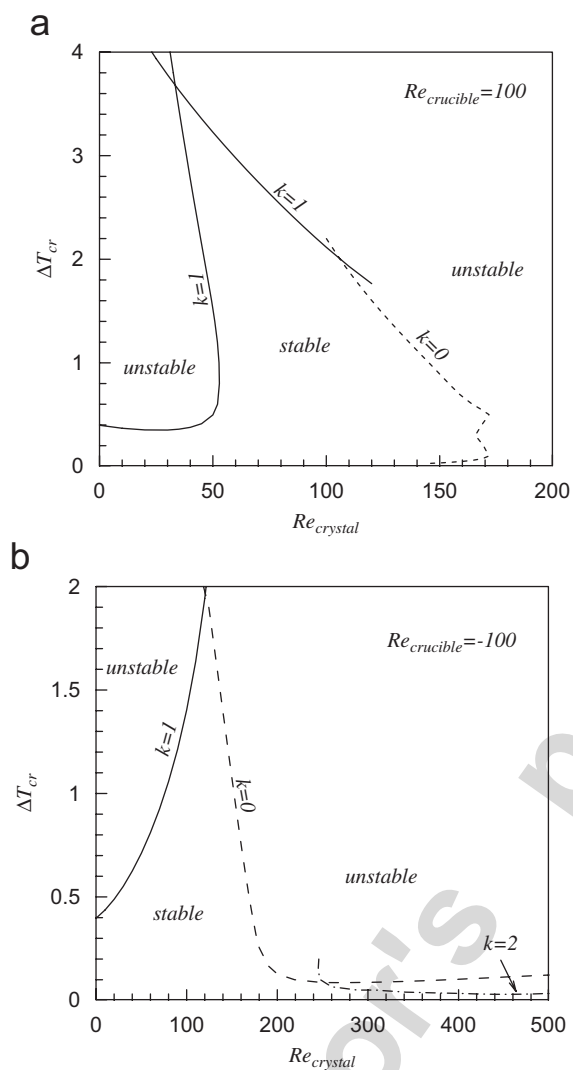 a
4
3
2
1
0
ΔT_cr
Re_crucible=100
k=1
k=1
k=0
unstable
stable
unstable
0 50 100 150 200
Re_crystal
b
2
1.5
1
0.5
0
ΔT_cr
Re_crucible=-100
unstable
k=1
k=0
stable
unstable
k=2
0 100 200 300 400 500
Re_crystal
or's p